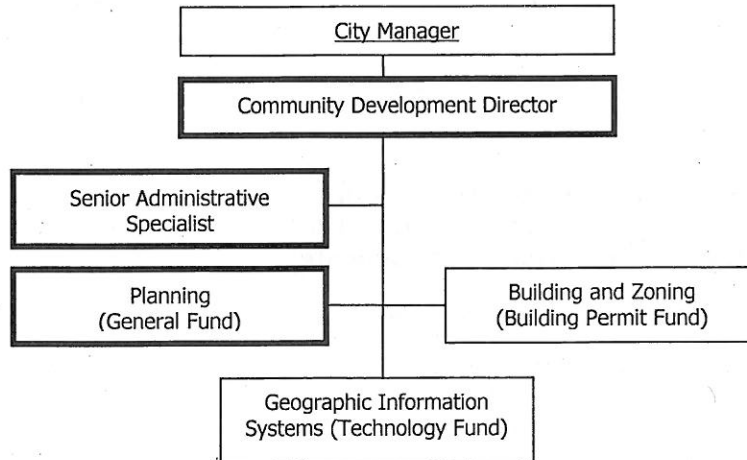 City Manager
Community Development Director
Senior Administrative
Specialist
Planning
(General Fund)
Building and Zoning
(Building Permit Fund)
Geographic Information
Systems (Technology Fund)